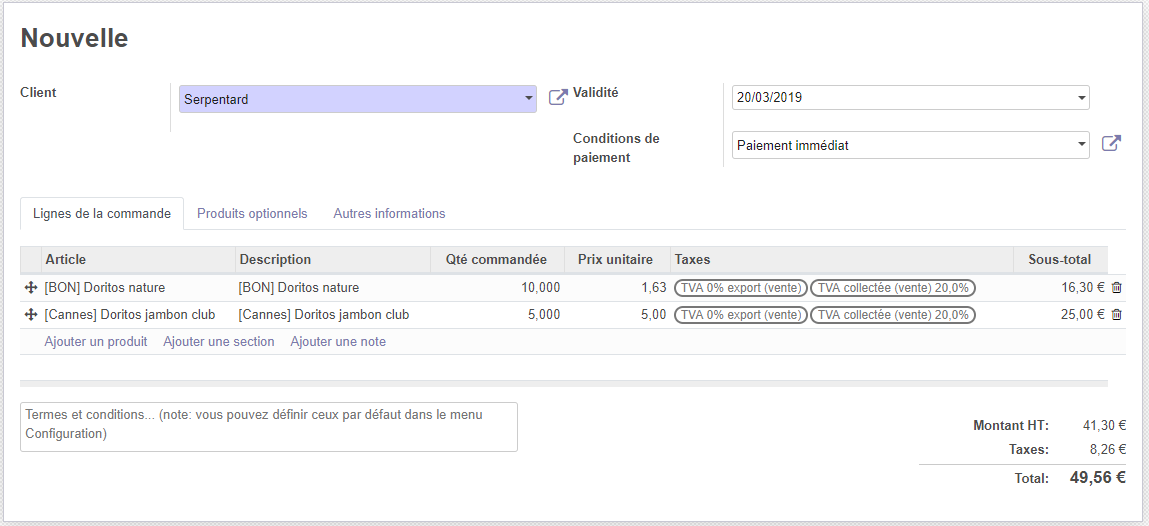 Nouvelle
Client
Serpentard
Validité
20/03/2019
Conditions de
paiement
Paiement immédiat
Lignes de la commande Produits optionnels Autres informations
Article Description Qté commandée Prix unitaire Taxes Sous-total
[BON] Doritos nature [BON] Doritos nature 10,000 1,63 TVA 0% export (vente) TVA collectée (vente) 20,0% 16,30 €
[Cannes] Doritos jambon club [Cannes] Doritos jambon club 5,000 5,00 TVA 0% export (vente) TVA collectée (vente) 20,0% 25,00 €
Ajouter un produit Ajouter une section Ajouter une note
Termes et conditions... (note: vous pouvez définir ceux par défaut dans le menu
Configuration)
Montant HT: 41,30 €
Taxes: 8,26 €
Total: 49,56 €